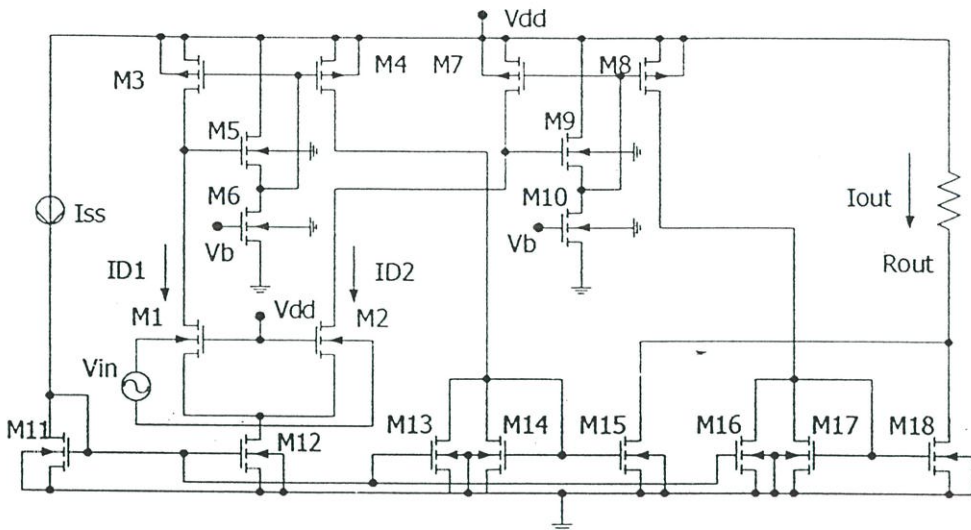 Vdd
M3
M4
M7
M8
M5
M9
M6
M10
Iss
Vb
Vb
Iout
Rout
ID1
ID2
Vdd
M1
M2
Vin
M11
M12
M13
M14
M15
M16
M17
M18